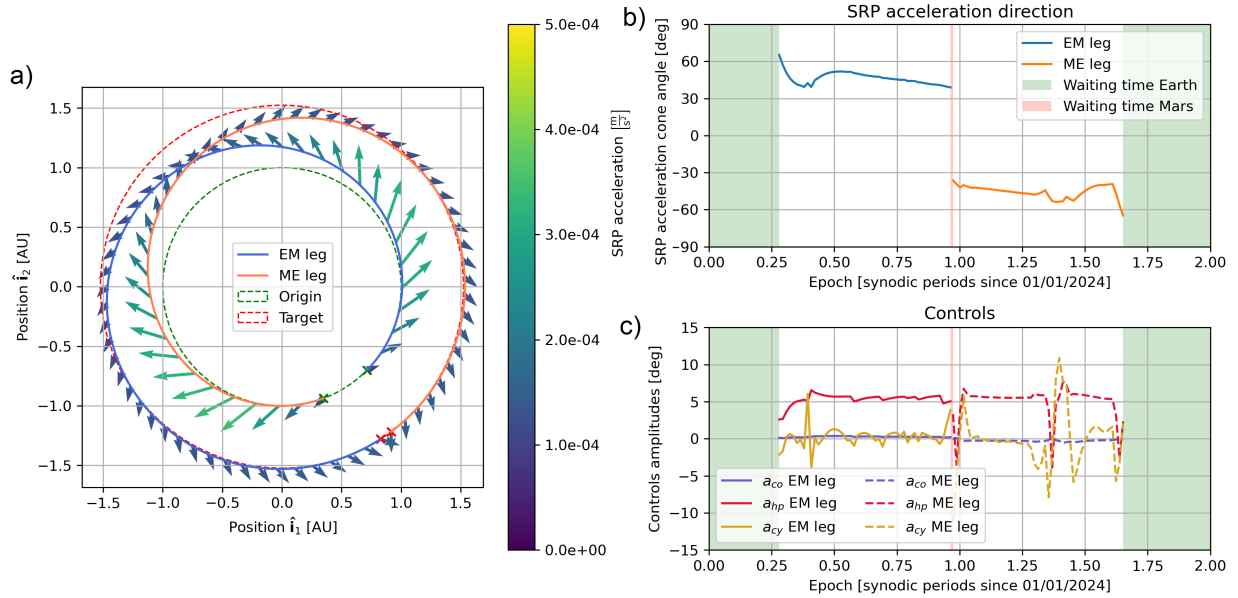 a)
1.5
1.0
0.5
0.0
−0.5
−1.0
−1.5
Position î₂ [AU]
−1.5 −1.0 −0.5 0.0 0.5 1.0 1.5
Position î₁ [AU]
EM leg
ME leg
Origin
Target
5.0e-04
4.0e-04
3.0e-04
2.0e-04
1.0e-04
0.0e+00
SRP acceleration [m/s²]
b)
SRP acceleration direction
90
60
30
0
−30
−60
−90
SRP acceleration cone angle [deg]
EM leg
ME leg
Waiting time Earth
Waiting time Mars
0.00 0.25 0.50 0.75 1.00 1.25 1.50 1.75 2.00
Epoch [synodic periods since 01/01/2024]
c)
Controls
15
10
5
0
−5
−10
−15
Controls amplitudes [deg]
a_co EM leg
a_hp EM leg
a_cy EM leg
a_co ME leg
a_hp ME leg
a_cy ME leg
0.00 0.25 0.50 0.75 1.00 1.25 1.50 1.75 2.00
Epoch [synodic periods since 01/01/2024]